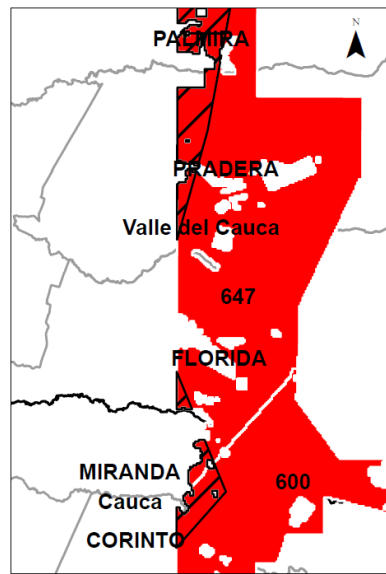 N
PALMIRA
PRADERA
Valle del Cauca
647
FLORIDA
MIRANDA
600
Cauca
CORINTO